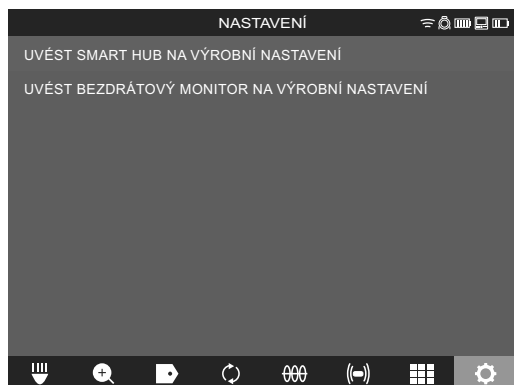 NASTAVENÍ
UVÉST SMART HUB NA VÝROBNÍ NASTAVENÍ
UVÉST BEZDRÁTOVÝ MONITOR NA VÝROBNÍ NASTAVENÍ